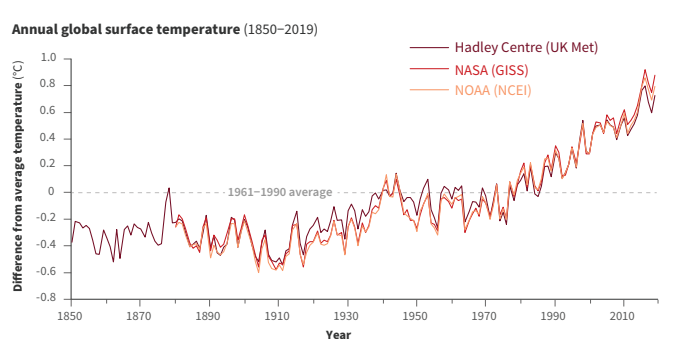 Annual global surface temperature (1850–2019)
Hadley Centre (UK Met)
NASA (GISS)
NOAA (NCEI)
Difference from average temperature (°C)
1.0
0.8
0.6
0.4
0.2
0
-0.2
-0.4
-0.6
-0.8
1961–1990 average
1850 1870 1890 1910 1930 1950 1970 1990 2010
Year